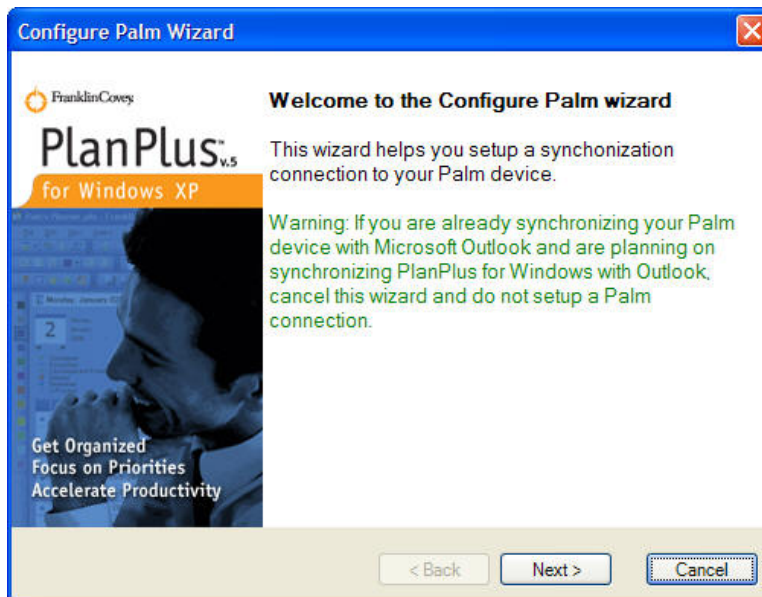 Configure Palm Wizard
FranklinCovey
PlanPlus™ v.5
for Windows XP
Get Organized
Focus on Priorities
Accelerate Productivity
Welcome to the Configure Palm wizard
This wizard helps you setup a synchonization
connection to your Palm device.
Warning: If you are already synchronizing your Palm
device with Microsoft Outlook and are planning on
synchronizing PlanPlus for Windows with Outlook,
cancel this wizard and do not setup a Palm
connection.
< Back
Next >
Cancel